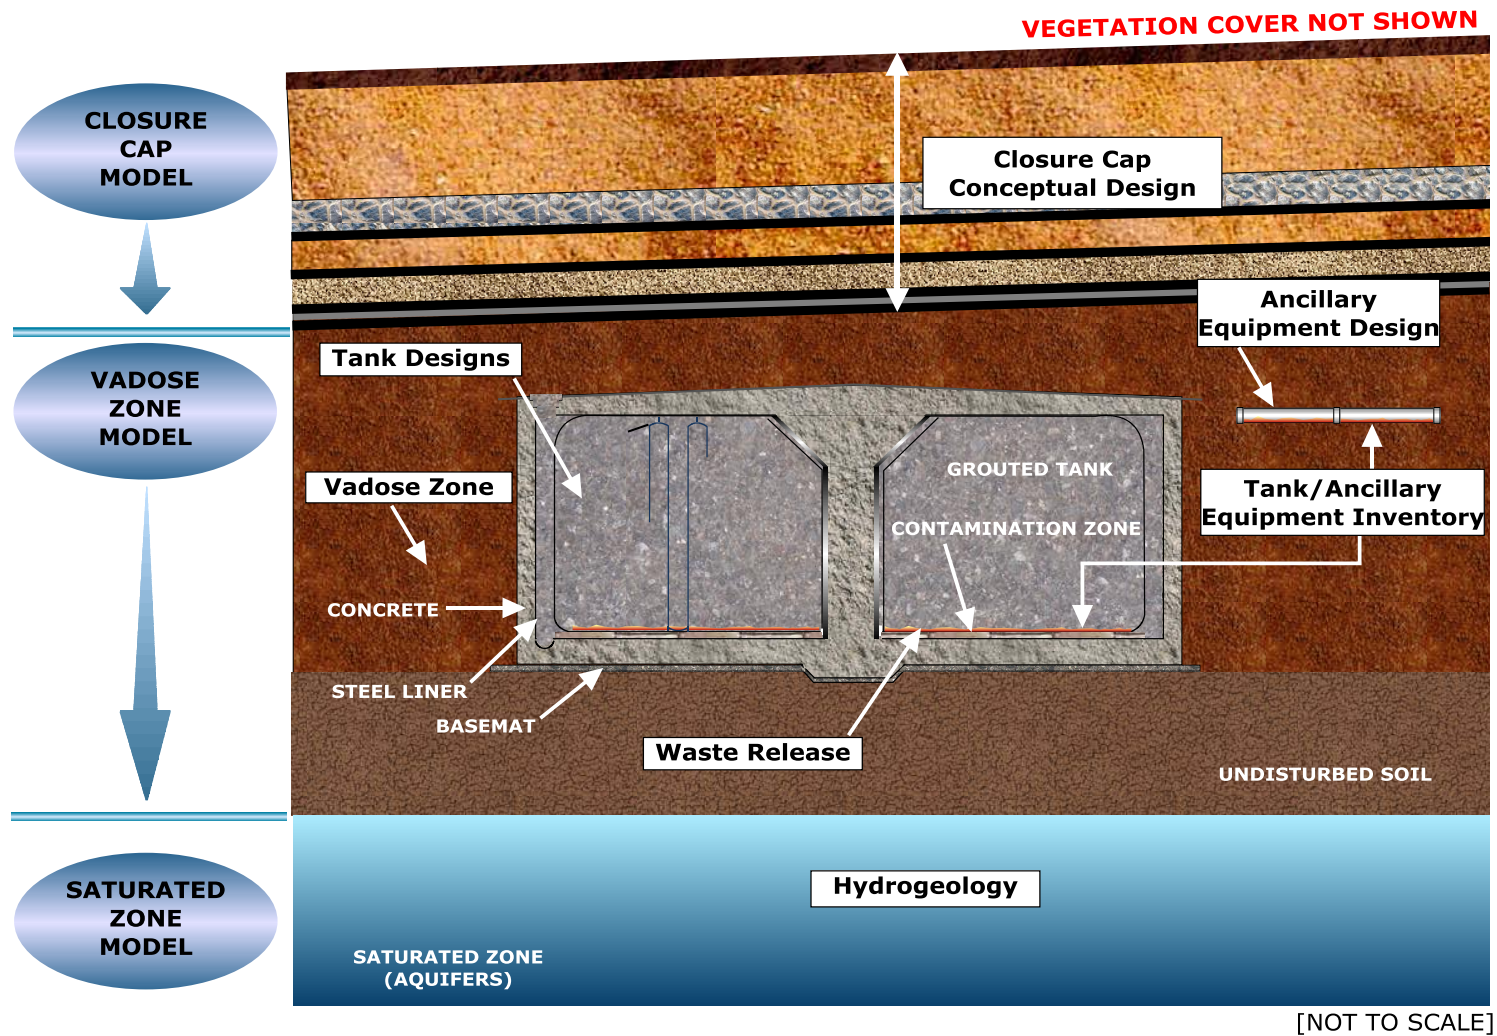 VEGETATION COVER NOT SHOWN
CLOSURE
CAP
MODEL
Closure Cap
Conceptual Design
Ancillary
Equipment Design
Tank Designs
VADOSE
ZONE
MODEL
GROUTED TANK
Vadose Zone
Tank/Ancillary
Equipment Inventory
CONTAMINATION ZONE
CONCRETE
STEEL LINER
BASEMAT
Waste Release
UNDISTURBED SOIL
SATURATED
ZONE
MODEL
Hydrogeology
SATURATED ZONE
(AQUIFERS)
[NOT TO SCALE]